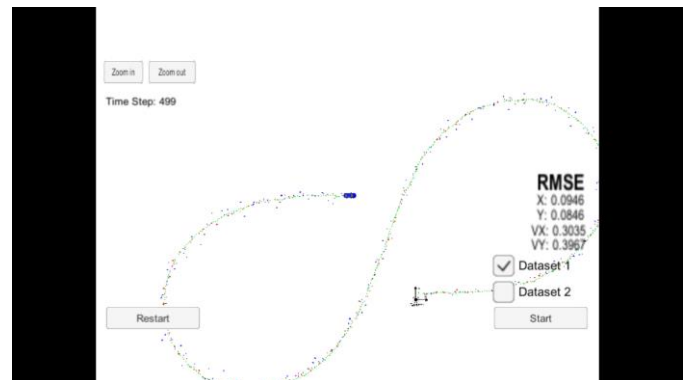 Zoom in
Zoom out
Time Step: 499
RMSE
X: 0.0946
Y: 0.0846
VX: 0.3035
VY: 0.3967
Dataset 1
Dataset 2
Restart
Start